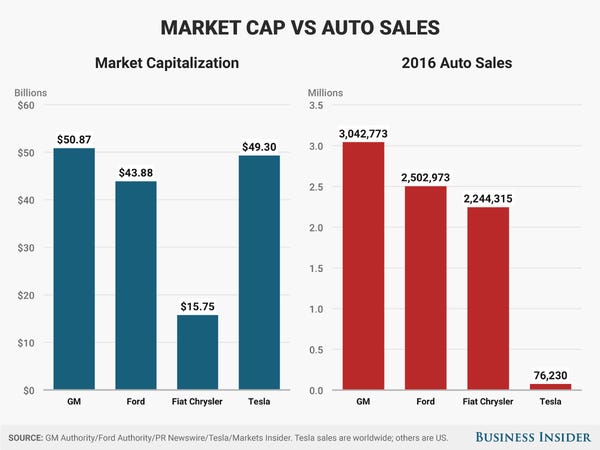 MARKET CAP VS AUTO SALES
Market Capitalization
Billions
$60
$50
$40
$30
$20
$10
$0
$50.87
$43.88
$15.75
$49.30
GM
Ford
Fiat Chrysler
Tesla
2016 Auto Sales
Millions
3.5
3.0
2.5
2.0
1.5
1.0
0.5
0.0
3,042,773
2,502,973
2,244,315
76,230
GM
Ford
Fiat Chrysler
Tesla
SOURCE: GM Authority/Ford Authority/PR Newswire/Tesla/Markets Insider. Tesla sales are worldwide; others are US.
BUSINESS INSIDER